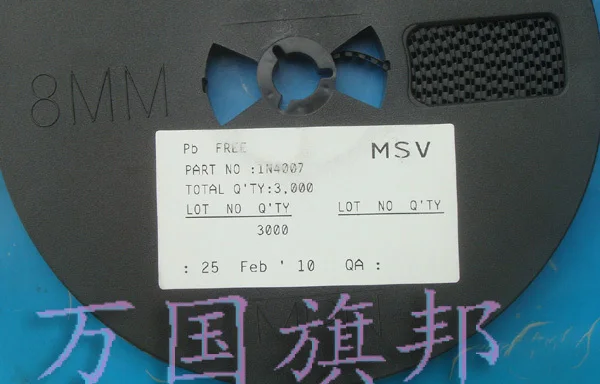 8MM
Pb FREE MSV
PART NO :1N4007
TOTAL Q'TY:3,000
LOT NO Q'TY LOT NO Q'TY
3000
: 25 Feb ' 10 QA :
万国旗邦